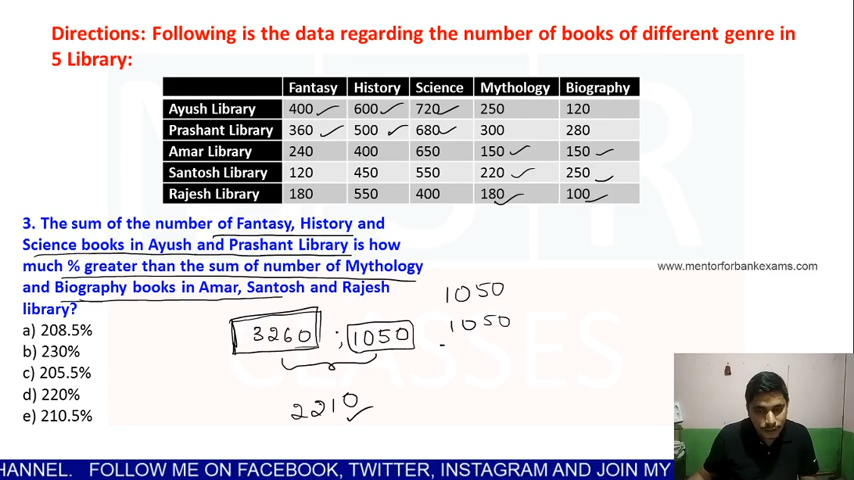 Directions: Following is the data regarding the number of books of different genre in
5 Library:
Fantasy History Science Mythology Biography
Ayush Library 400 600 720 250 120
Prashant Library 360 500 680 300 280
Amar Library 240 400 650 150 150
Santosh Library 120 450 550 220 250
Rajesh Library 180 550 400 180 100
3. The sum of the number of Fantasy, History and
Science books in Ayush and Prashant Library is how
much % greater than the sum of number of Mythology
and Biography books in Amar, Santosh and Rajesh
library?
www.mentorforbankexams.com
1050
1050
a) 208.5%
b) 230%
c) 205.5%
d) 220%
e) 210.5%
3260 ; 1050
2210
CLASSES
HANNEL. FOLLOW ME ON FACEBOOK, TWITTER, INSTAGRAM AND JOIN MY